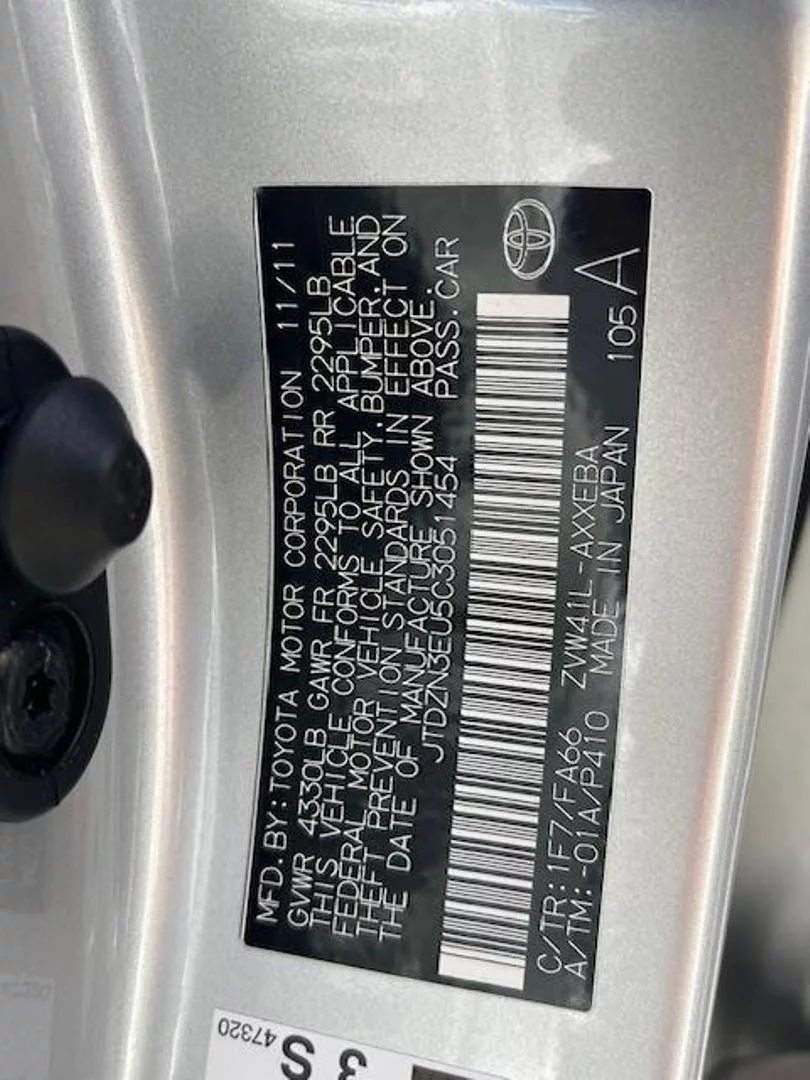 MFD.BY:TOYOTA MOTOR CORPORATION 11/11
GVWR 4330LB GAWR FR 2295LB RR 2295LB
THIS VEHICLE CONFORMS TO ALL APPLICABLE
FEDERAL MOTOR VEHICLE SAFETY,BUMPER,AND
THEFT PREVENTION STANDARDS IN EFFECT ON
THE DATE OF MANUFACTURE SHOWN ABOVE.
JTDZN3EU5C3051454 PASS.CAR
C/TR:1F7/FA66 ZVW41L-AXXEBA
A/TM:-01A/P410 MADE IN JAPAN 105 A
47320
3 S